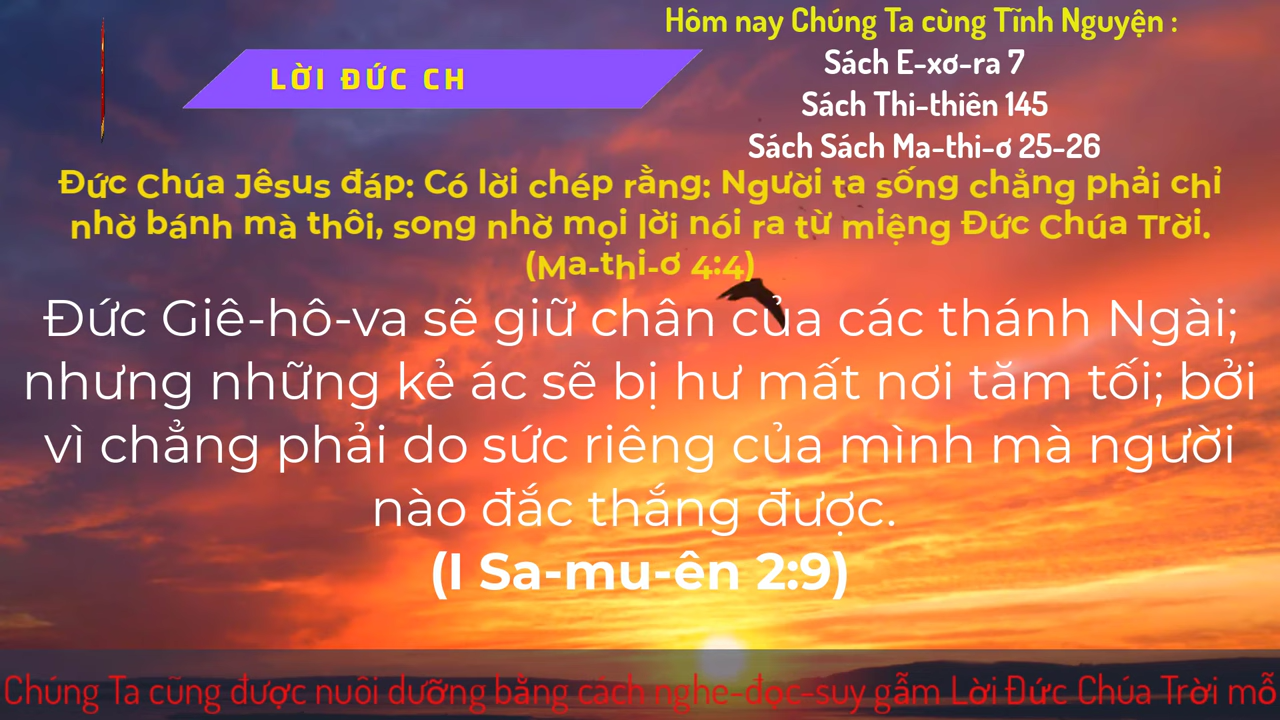 Hôm nay Chúng Ta cùng Tĩnh Nguyện :
LỜI ĐỨC CH
Sách E-xơ-ra 7
Sách Thi-thiên 145
Sách Sách Ma-thi-ơ 25-26
Đức Chúa Jêsus đáp: Có lời chép rằng: Người ta sống chẳng phải chỉ
nhờ bánh mà thôi, song nhờ mọi lời nói ra từ miệng Đức Chúa Trời.
(Ma-thi-ơ 4:4)
Đức Giê-hô-va sẽ giữ chân của các thánh Ngài;
nhưng những kẻ ác sẽ bị hư mất nơi tăm tối; bởi
vì chẳng phải do sức riêng của mình mà người
nào đắc thắng được.
(I Sa-mu-ên 2:9)
Chúng Ta cũng được nuôi dưỡng bằng cách nghe-đọc-suy gẫm Lời Đức Chúa Trời mỗ